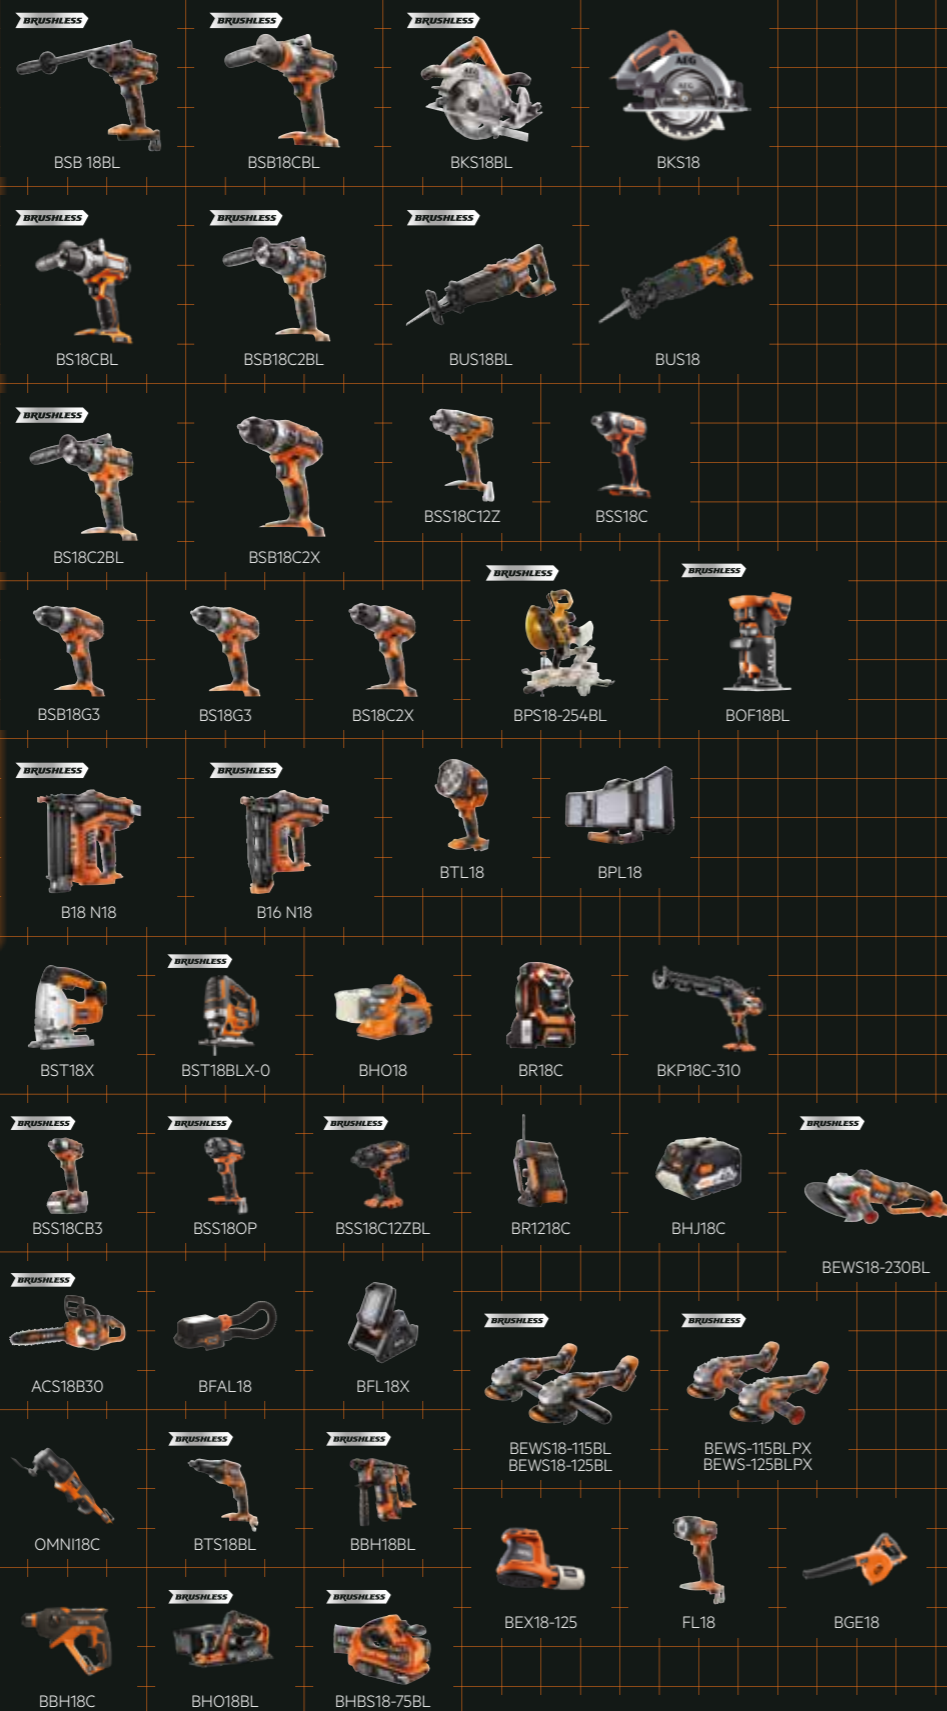 BRUSHLESS
BRUSHLESS
BRUSHLESS
AEG
AEG
AEG
BSB 18BL
BSB18CBL
BKS18BL
BKS18
BRUSHLESS
BRUSHLESS
BRUSHLESS
BS18CBL
BSB18C2BL
BUS18BL
BUS18
BRUSHLESS
BSS18C12Z
BSS18C
BS18C2BL
BSB18C2X
BRUSHLESS
BRUSHLESS
AEG
BSB18G3
BS18G3
BS18C2X
BPS18-254BL
BOF18BL
BRUSHLESS
BRUSHLESS
BTL18
BPL18
B18 N18
B16 N18
BRUSHLESS
BST18X
BST18BLX-0
BHO18
BR18C
BKP18C-310
BRUSHLESS
BRUSHLESS
BRUSHLESS
BRUSHLESS
BSS18CB3
BSS18OP
BSS18C12ZBL
BR1218C
BHJ18C
BEWS18-230BL
BRUSHLESS
BRUSHLESS
BRUSHLESS
ACS18B30
BFAL18
BFL18X
BEWS18-115BL
BEWS18-125BL
BEWS-115BLPX
BEWS-125BLPX
BRUSHLESS
BRUSHLESS
OMNI18C
BTS18BL
BBH18BL
BEX18-125
FL18
BGE18
BRUSHLESS
BRUSHLESS
BBH18C
BHO18BL
BHBS18-75BL